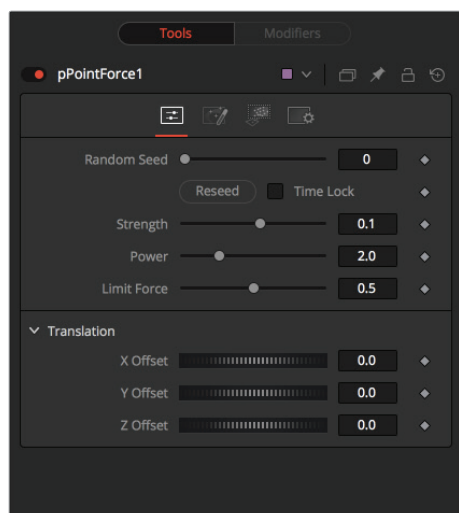 Tools Modifiers
pPointForce1
Random Seed 0
Reseed Time Lock
Strength 0.1
Power 2.0
Limit Force 0.5
Translation
X Offset 0.0
Y Offset 0.0
Z Offset 0.0